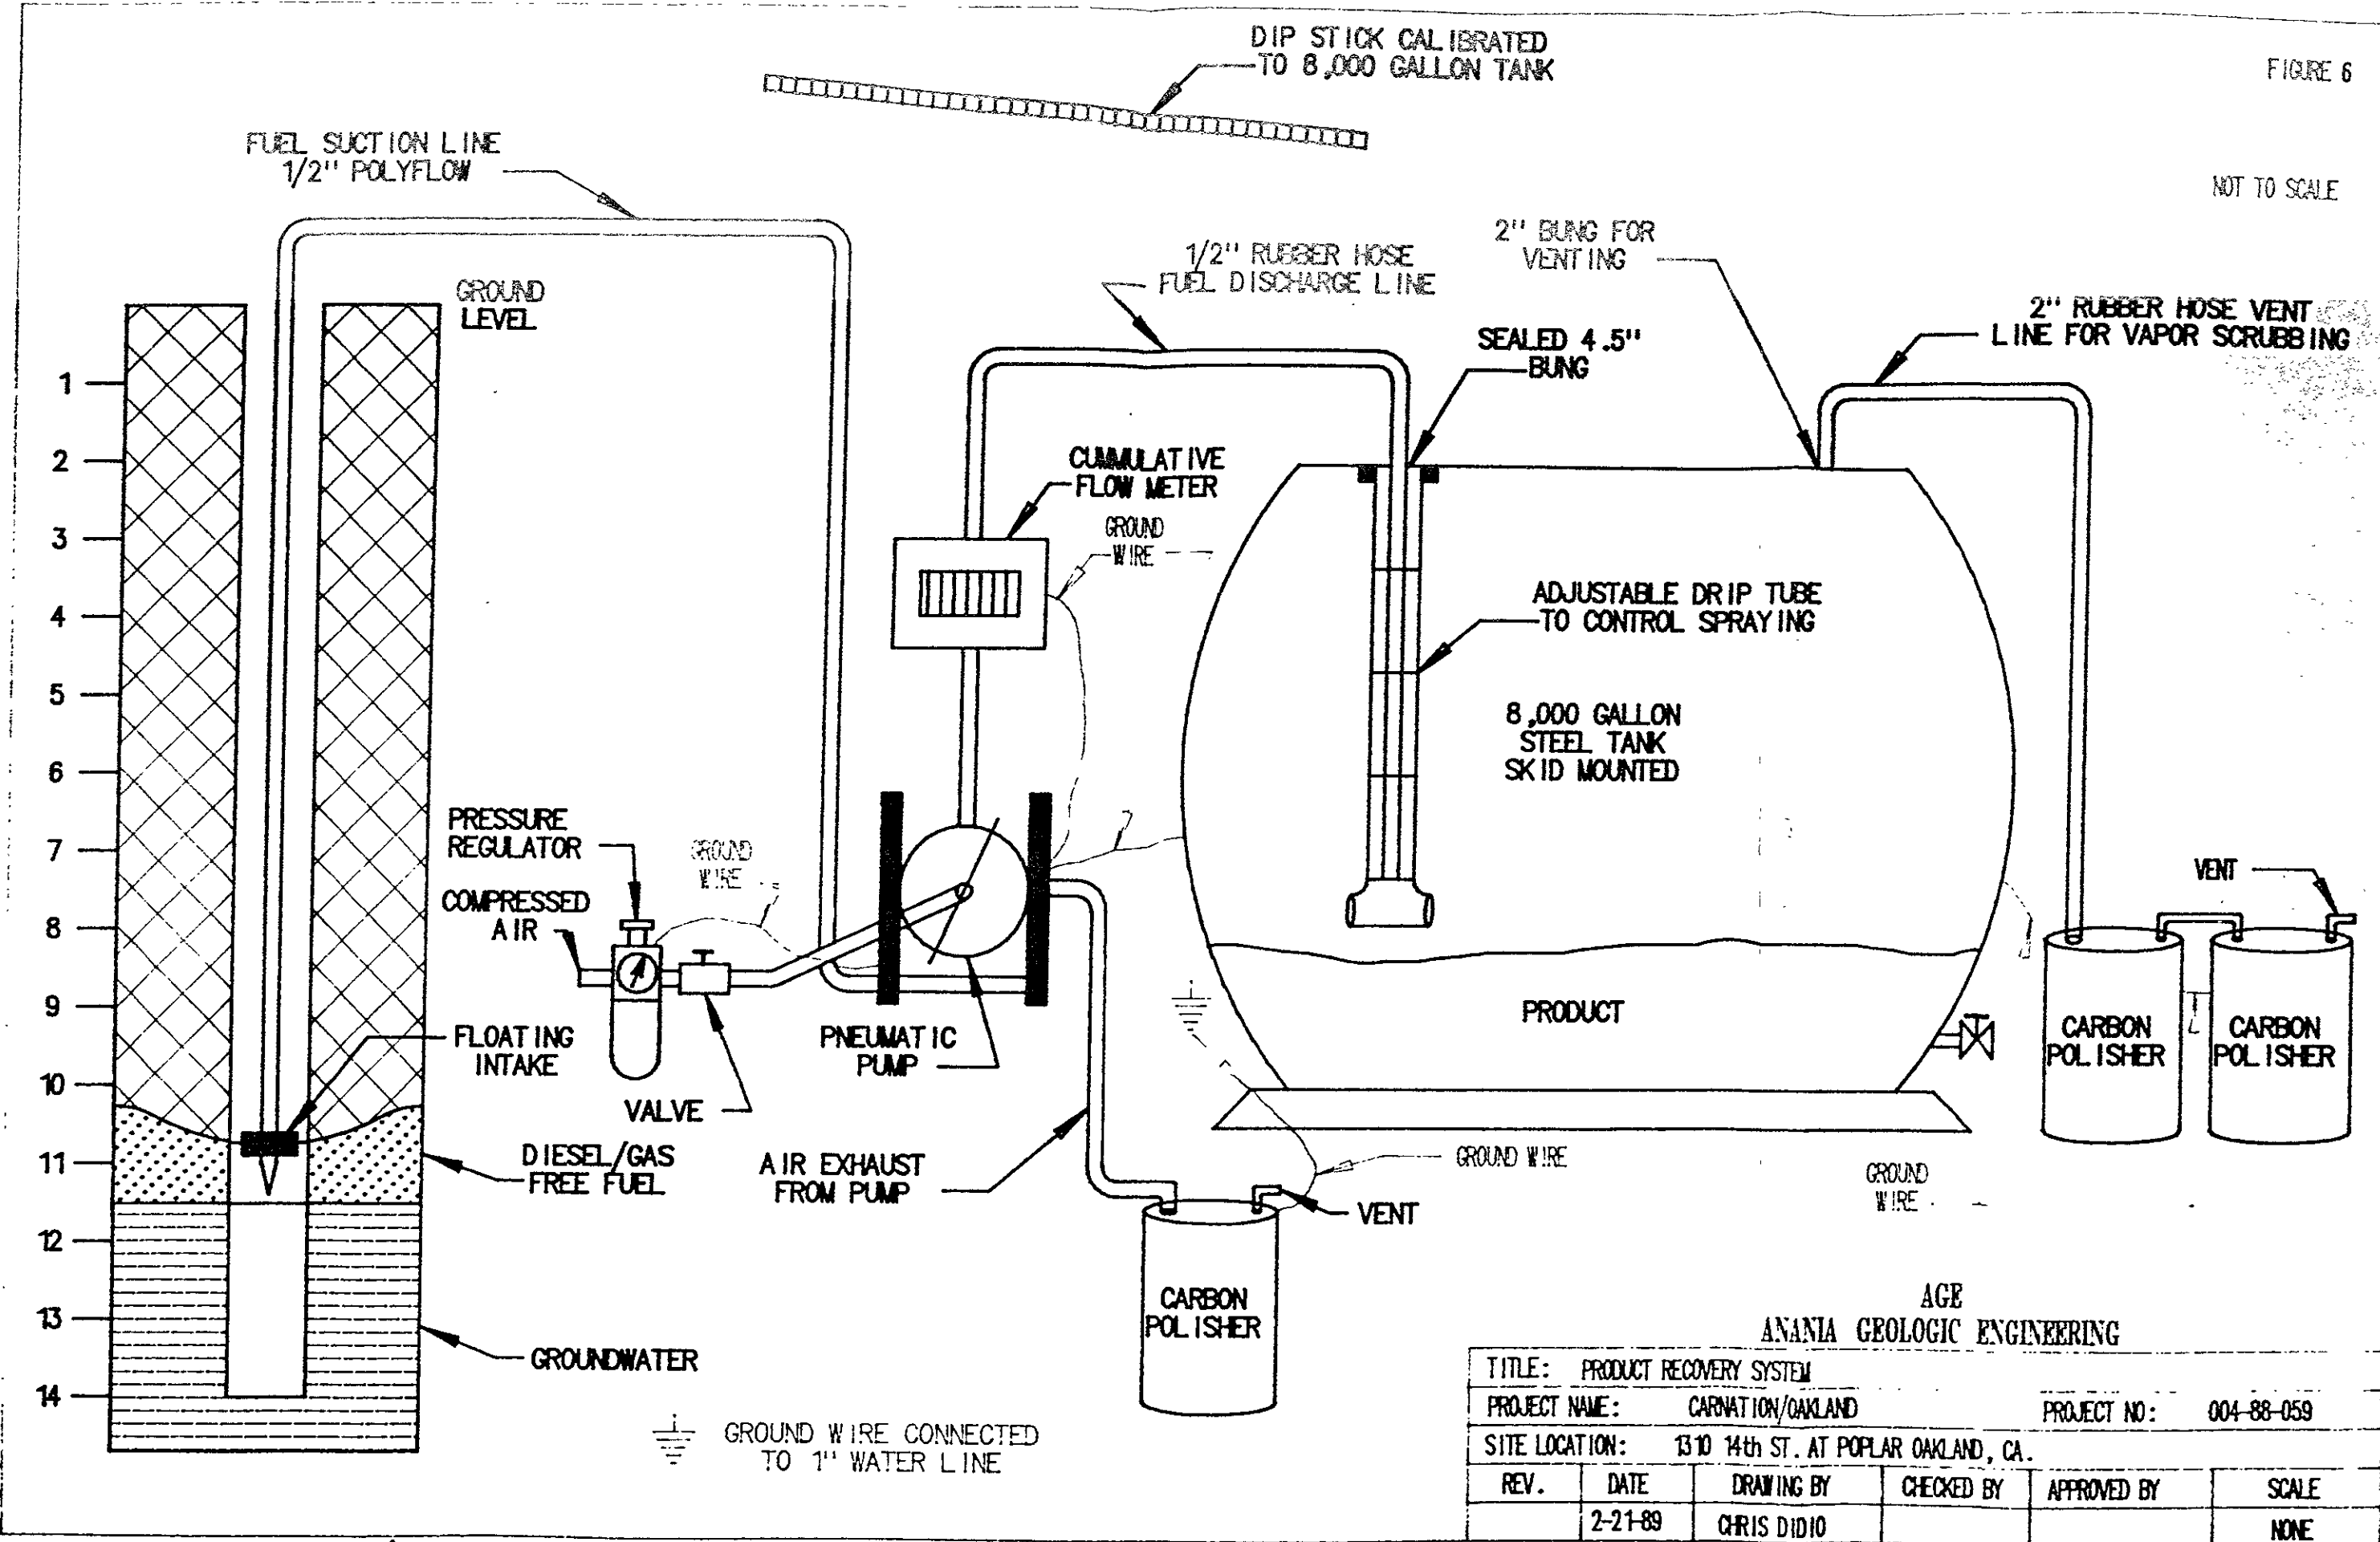 DIP STICK CALIBRATED
TO 8,000 GALLON TANK
FIGURE 6
NOT TO SCALE
FUEL SUCTION LINE
1/2" POLYFLOW
GROUND
LEVEL
1/2" RUBBER HOSE
FUEL DISCHARGE LINE
2" BUNG FOR
VENTING
2" RUBBER HOSE VENT
LINE FOR VAPOR SCRUBBING
SEALED 4.5"
BUNG
CUMMULATIVE
FLOW METER
GROUND
WIRE
ADJUSTABLE DRIP TUBE
TO CONTROL SPRAYING
8,000 GALLON
STEEL TANK
SKID MOUNTED
1
2
3
4
5
6
7
8
9
10
11
12
13
14
PRESSURE
REGULATOR
GROUND
WIRE
COMPRESSED
AIR
FLOATING
INTAKE
VALVE
PNEUMATIC
PUMP
PRODUCT
VENT
CARBON
POLISHER
CARBON
POLISHER
DIESEL/GAS
FREE FUEL
AIR EXHAUST
FROM PUMP
GROUND WIRE
GROUND
WIRE
VENT
CARBON
POLISHER
GROUNDWATER
GROUND WIRE CONNECTED
TO 1" WATER LINE
AGE
ANANIA GEOLOGIC ENGINEERING
TITLE: PRODUCT RECOVERY SYSTEM
PROJECT NAME: CARNATION/OAKLAND PROJECT NO: 004-88-059
SITE LOCATION: 1310 14th ST. AT POPLAR OAKLAND, CA.
REV. DATE DRAWING BY CHECKED BY APPROVED BY SCALE
2-21-89 CHRIS DIDIO NONE